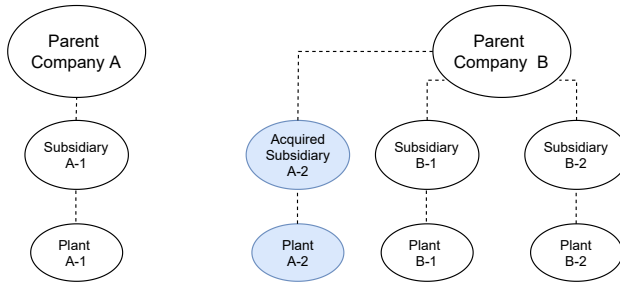 Parent
Company A
Parent
Company B
Subsidiary
A-1
Acquired
Subsidiary
A-2
Subsidiary
B-1
Subsidiary
B-2
Plant
A-1
Plant
A-2
Plant
B-1
Plant
B-2